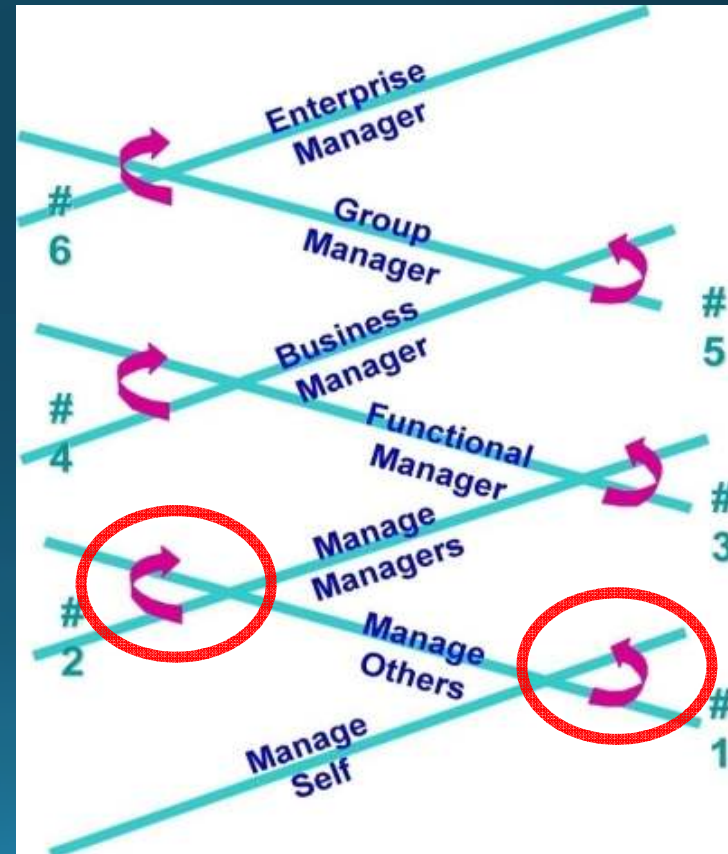 Enterprise
Manager
#
6
Group
Manager
#
5
Business
Manager
#
4
Functional
Manager
#
3
Manage
Managers
#
2
Manage
Others
#
1
Manage
Self